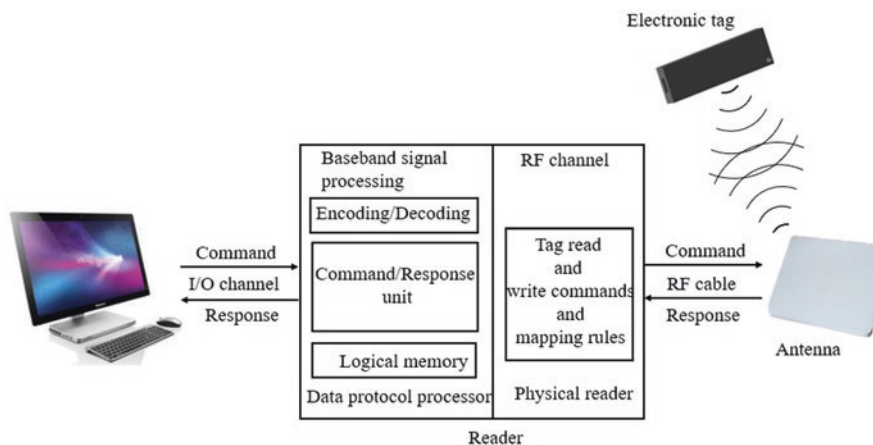 Electronic tag
Baseband signal
processing
RF channel
Encoding/Decoding
Command
I/O channel
Response
Command/Response
unit
Tag read
and
write commands
and
mapping rules
Command
RF cable
Response
Logical memory
Antenna
Data protocol processor
Physical reader
Reader